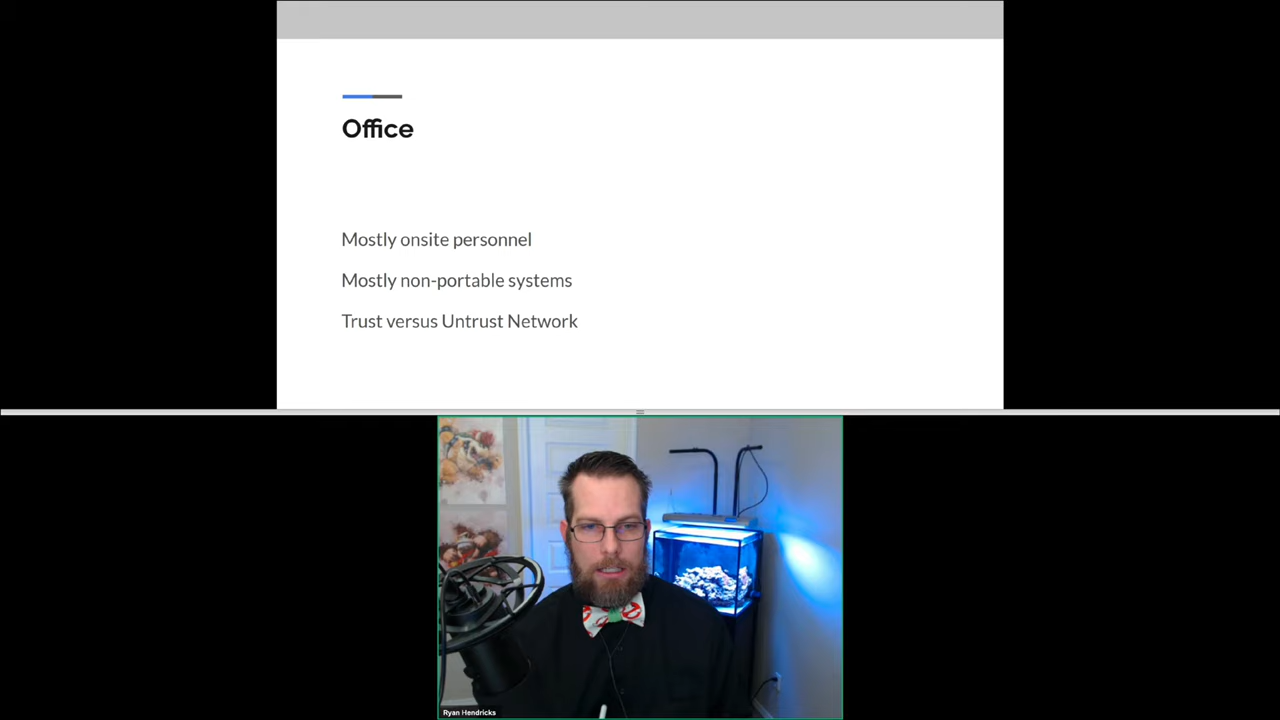 Office
Mostly onsite personnel
Mostly non-portable systems
Trust versus Untrust Network
Ryan Hendricks